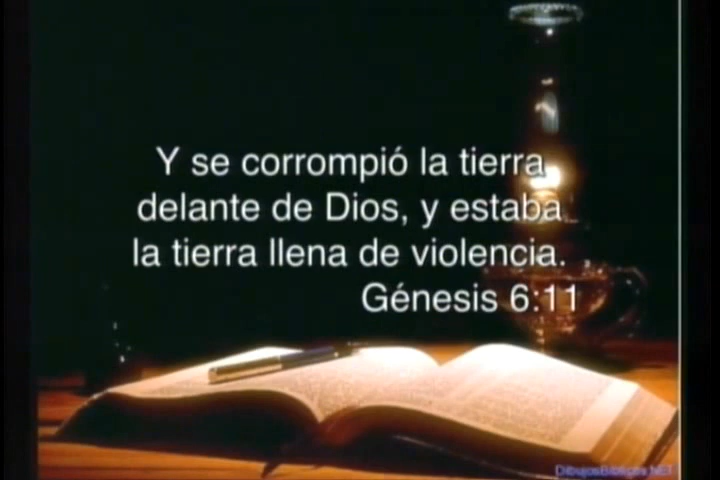 Y se corrompió la tierra
delante de Dios, y estaba
la tierra llena de violencia.
Génesis 6:11
DibujosBiblicos.NET